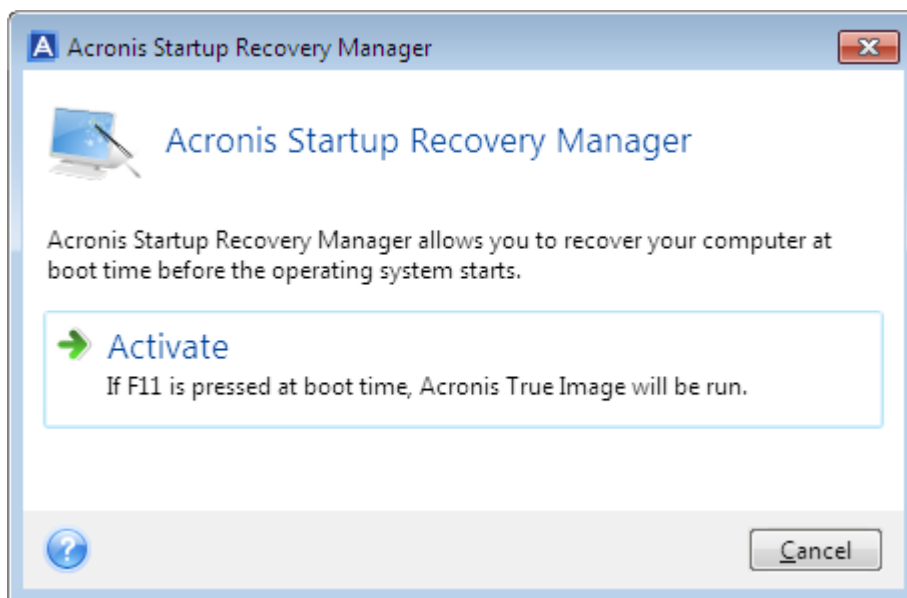 Acronis Startup Recovery Manager
Acronis Startup Recovery Manager
Acronis Startup Recovery Manager allows you to recover your computer at
boot time before the operating system starts.
Activate
If F11 is pressed at boot time, Acronis True Image will be run.
Cancel